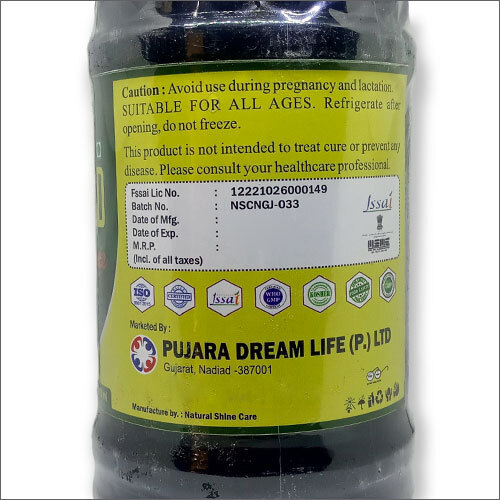 Caution : Avoid use during pregnancy and lactation.
SUITABLE FOR ALL AGES. Refrigerate after
opening, do not freeze.
This product is not intended to treat cure or prevent any
disease. Please consult your healthcare professional.
Fssai Lic No. : 12221026000149
Batch No. : NSCNGJ-033
Date of Mfg. :
Date of Exp. :
M.R.P. :
(Incl. of all taxes)
fssai
ISO
CERTIFIED
fssai
WHO
GMP
KOSHER
Marketed By :
PUJARA DREAM LIFE (P.) LTD
Gujarat, Nadiad -387001
Manufacture by. : Natural Shine Care